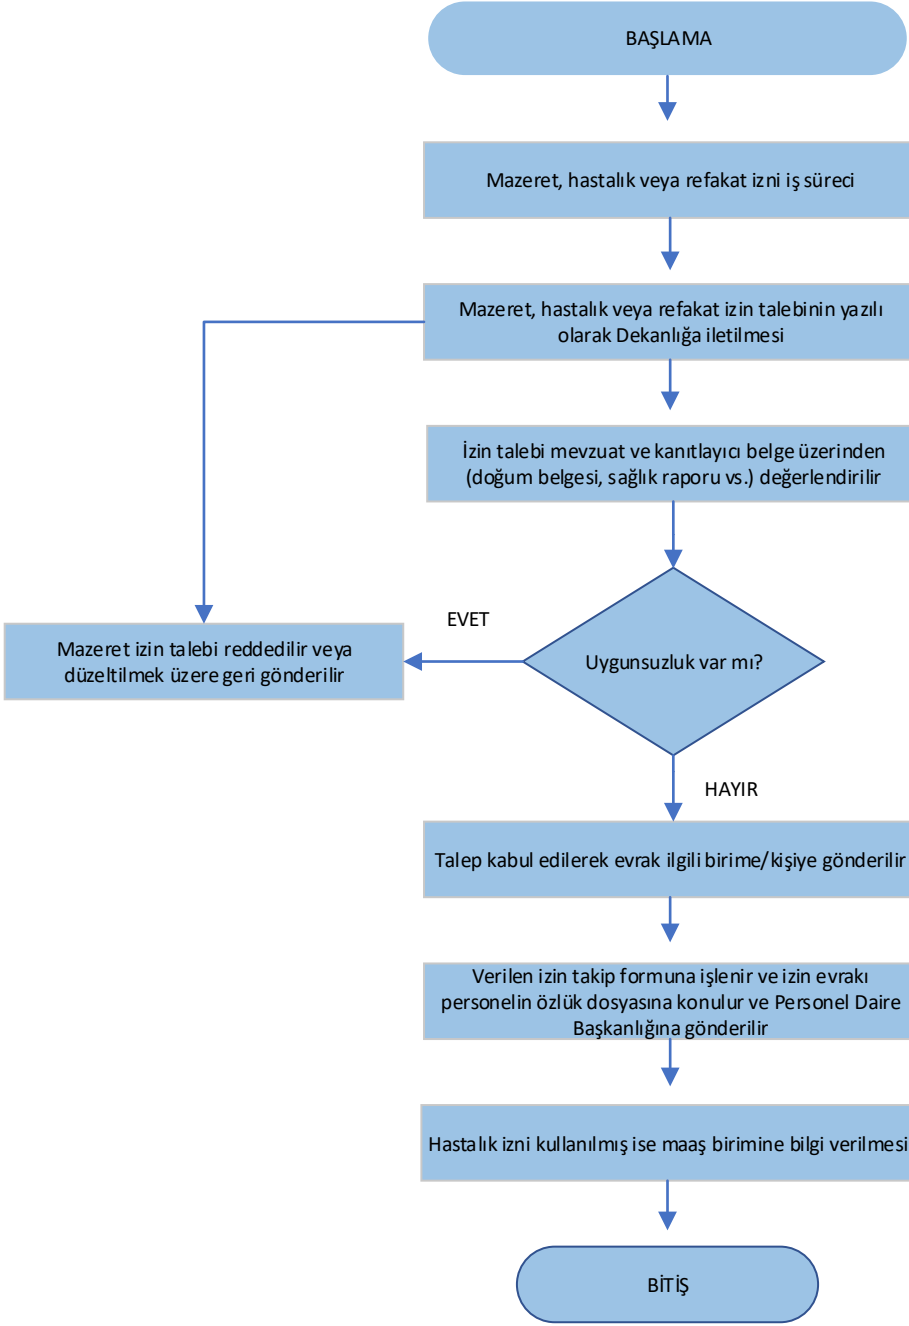 BAŞLAMA
Mazeret, hastalık veya refakat izni iş süreci
Mazeret, hastalık veya refakat izin talebinin yazılı
olarak Dekanlığa iletilmesi
İzin talebi mevzuat ve kanıtlayıcı belge üzerinden
(doğum belgesi, sağlık raporu vs.) değerlendirilir
EVET
Uygunsuzluk var mı?
Mazeret izin talebi reddedilir veya
düzeltilmek üzere geri gönderilir
HAYIR
Talep kabul edilerek evrak ilgili birime/kişiye gönderilir
Verilen izin takip formuna işlenir ve izin evrakı
personelin özlük dosyasına konulur ve Personel Daire
Başkanlığına gönderilir
Hastalık izni kullanılmış ise maaş birimine bilgi verilmesi
BİTİŞ